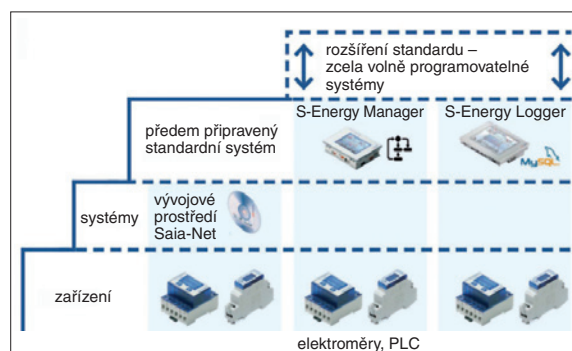 rozšíření standardu –
zcela volně programovatelné
systémy
S-Energy Manager
S-Energy Logger
předem připravený
standardní systém
MySQL
systémy
vývojové
prostředí
Saia-Net
zařízení
elektroměry, PLC